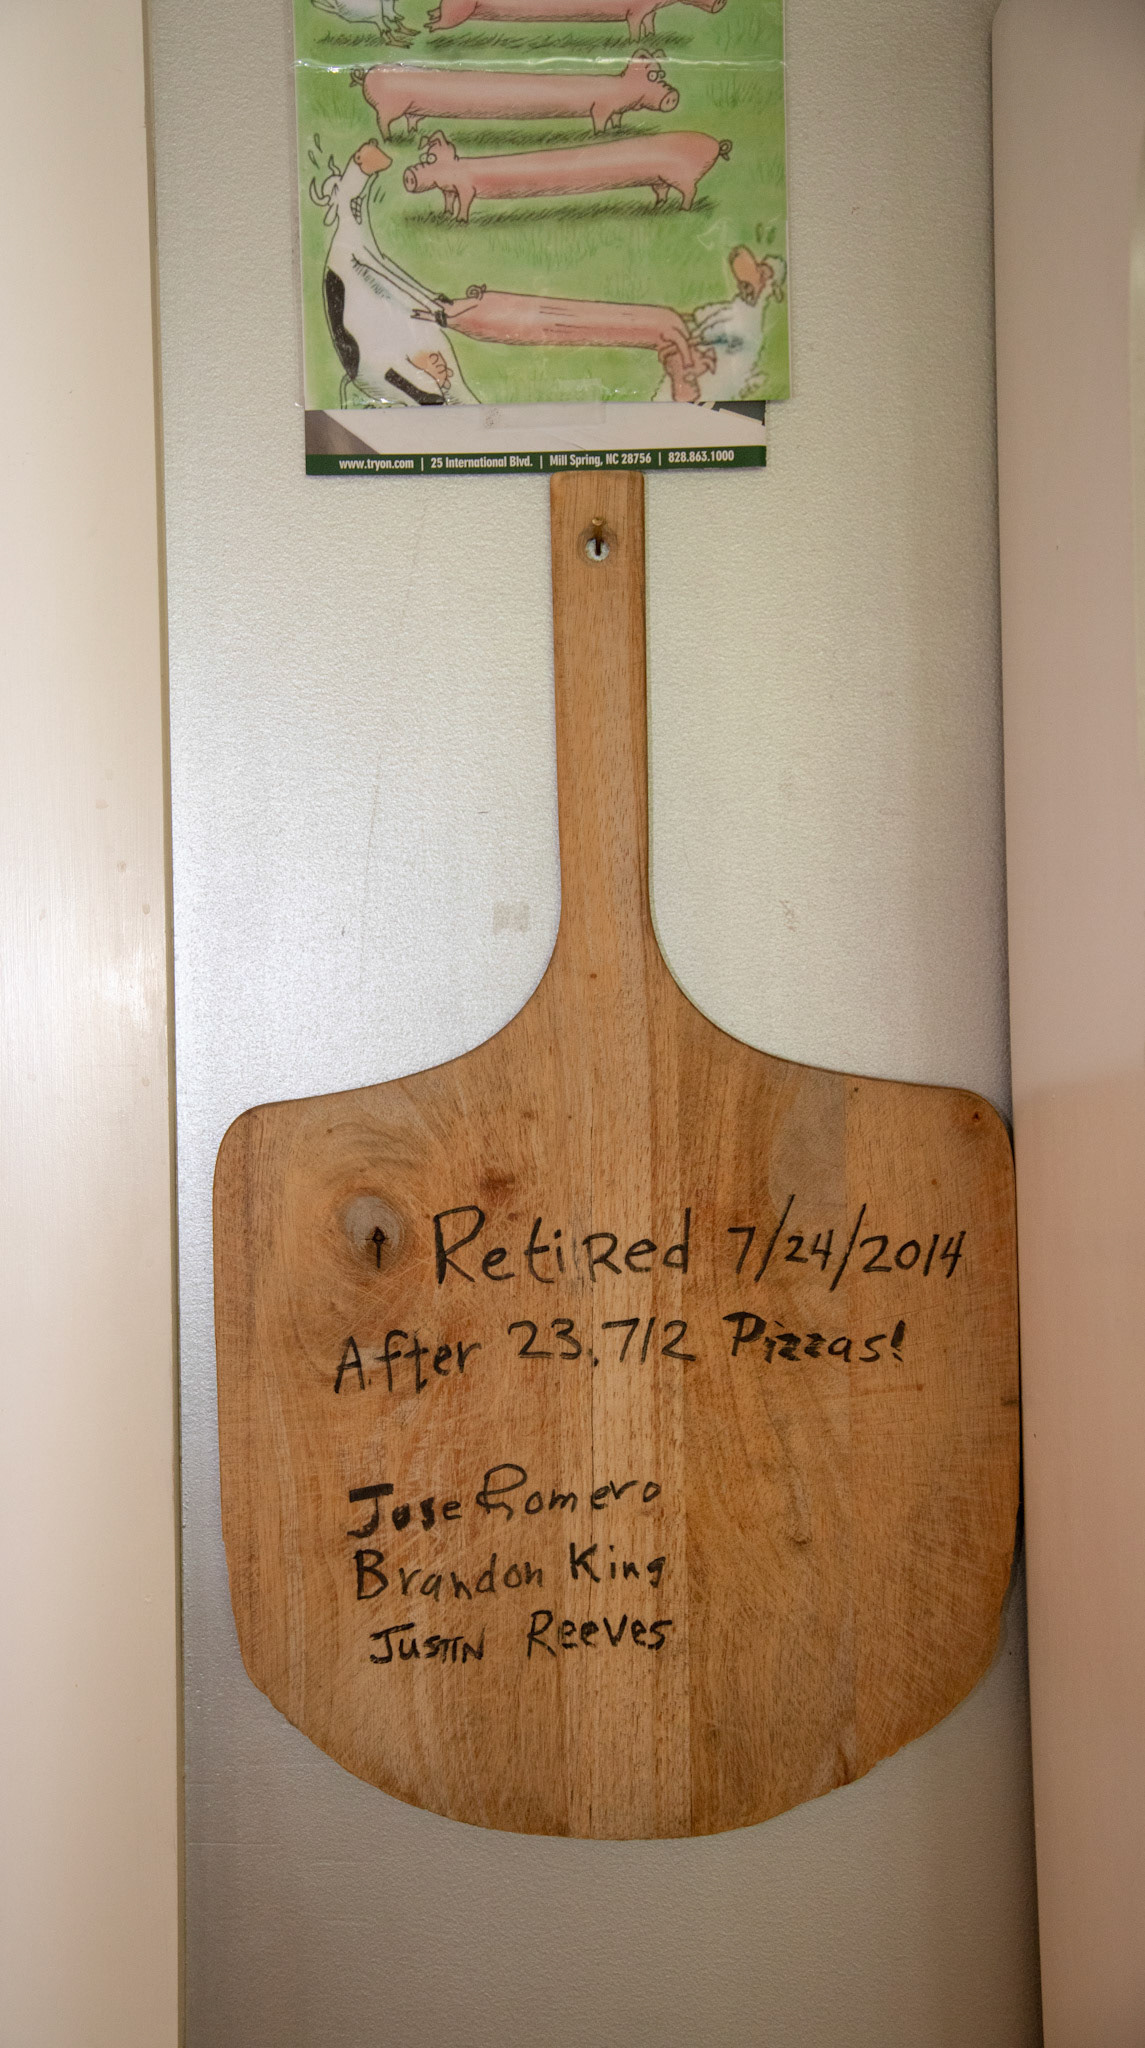 www.tryon.com | 25 International Blvd. | Mill Spring, NC 28756 | 828.863.1000
Retired 7/24/2014
After 23,712 Pizzas!
Jose Romero
Brandon King
Justin Reeves